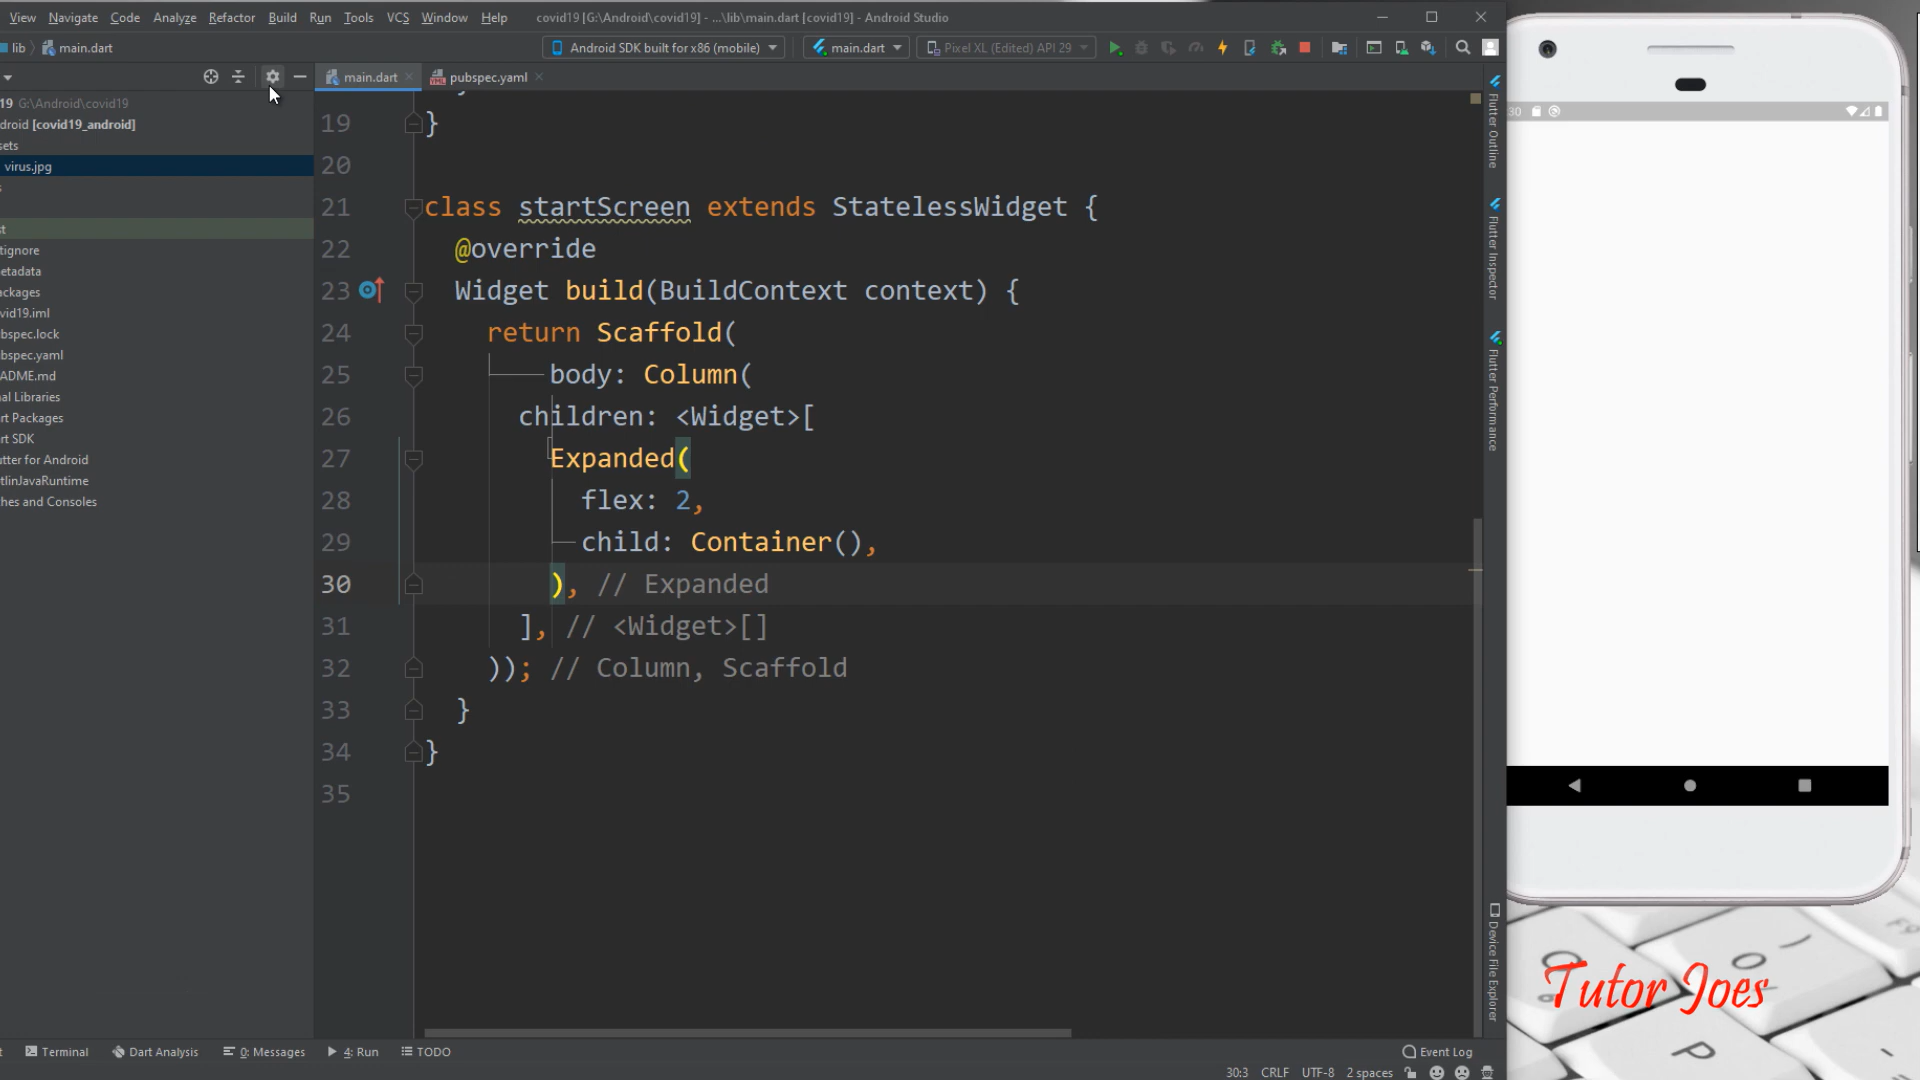 View Navigate Code Analyze Refactor Build Run Tools VCS Window Help covid19 [G:\Android\covid19] - ...\lib\main.dart [covid19] - Android Studio
lib main.dart Android SDK built for x86 (mobile) main.dart Pixel XL (Edited) API 29
main.dart pubspec.yaml
19 G:\Android\covid19
droid [covid19_android]
sets
virus.jpg
s
st
tignore
etadata
ackages
vid19.iml
bspec.lock
bspec.yaml
ADME.md
nal Libraries
rt Packages
rt SDK
utter for Android
otlinJavaRuntime
ches and Consoles
19 }
20
21 class startScreen extends StatelessWidget {
22 @override
23 Widget build(BuildContext context) {
24 return Scaffold(
25 body: Column(
26 children: <Widget>[
27 Expanded(
28 flex: 2,
29 child: Container(),
30 ), // Expanded
31 ], // <Widget>[]
32 )); // Column, Scaffold
33 }
34 }
35
Flutter Outline
Flutter Inspector
Flutter Performance
Device File Explorer
30
Tutor Joes
P
Terminal Dart Analysis 0: Messages 4: Run TODO Event Log
30:3 CRLF UTF-8 2 spaces